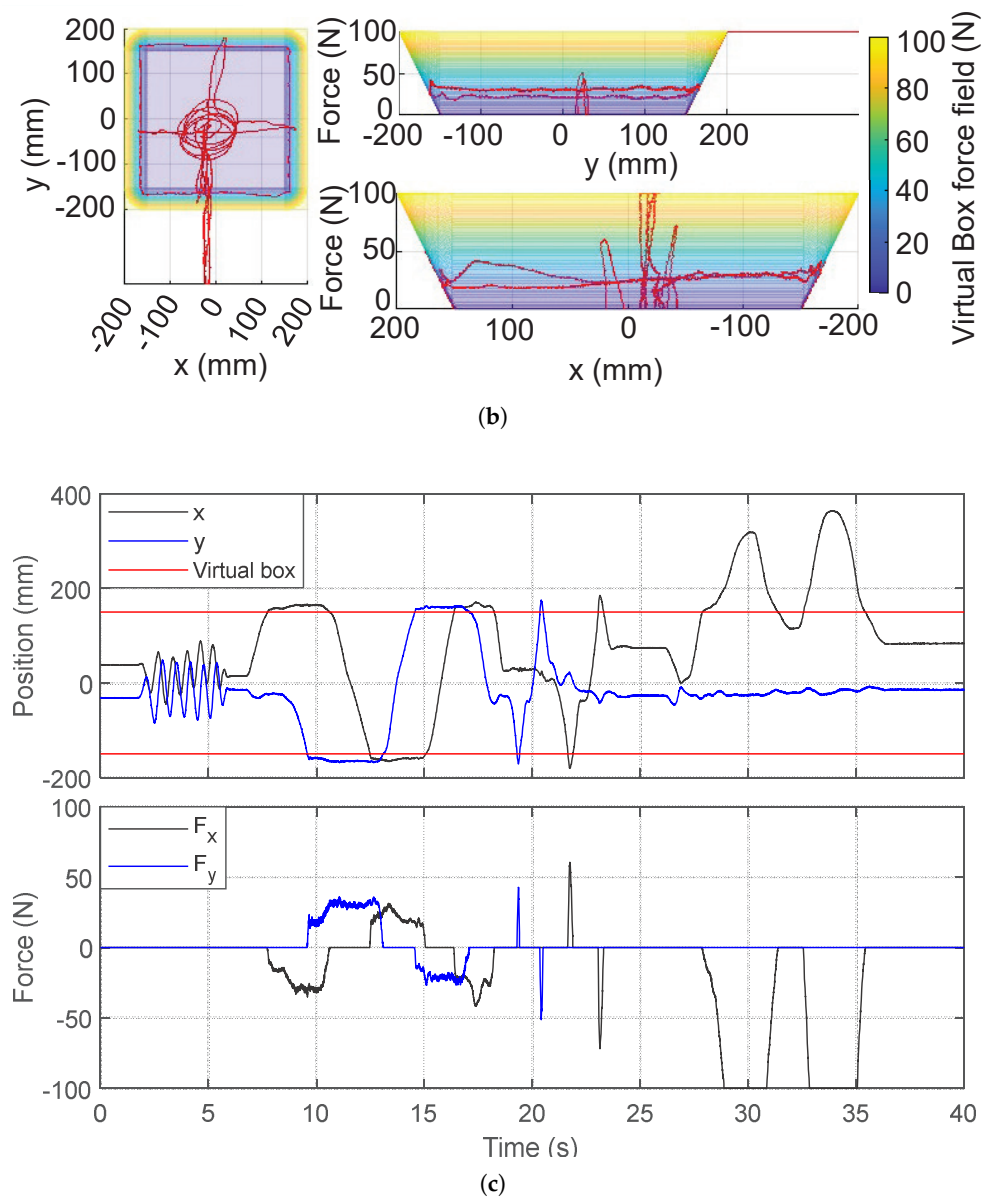 200
100
0
-100
-200
y (mm)
-200
-100
0
100
200
x (mm)
Force (N)
100
50
0
-200
-100
0
100
200
y (mm)
Force (N)
100
50
0
200
100
0
-100
-200
x (mm)
100
80
60
40
20
0
Virtual Box force field (N)
(b)
400
200
0
-200
Position (mm)
x
y
Virtual box
100
50
0
-50
-100
Force (N)
F_x
F_y
0 5 10 15 20 25 30 35 40
Time (s)
(c)